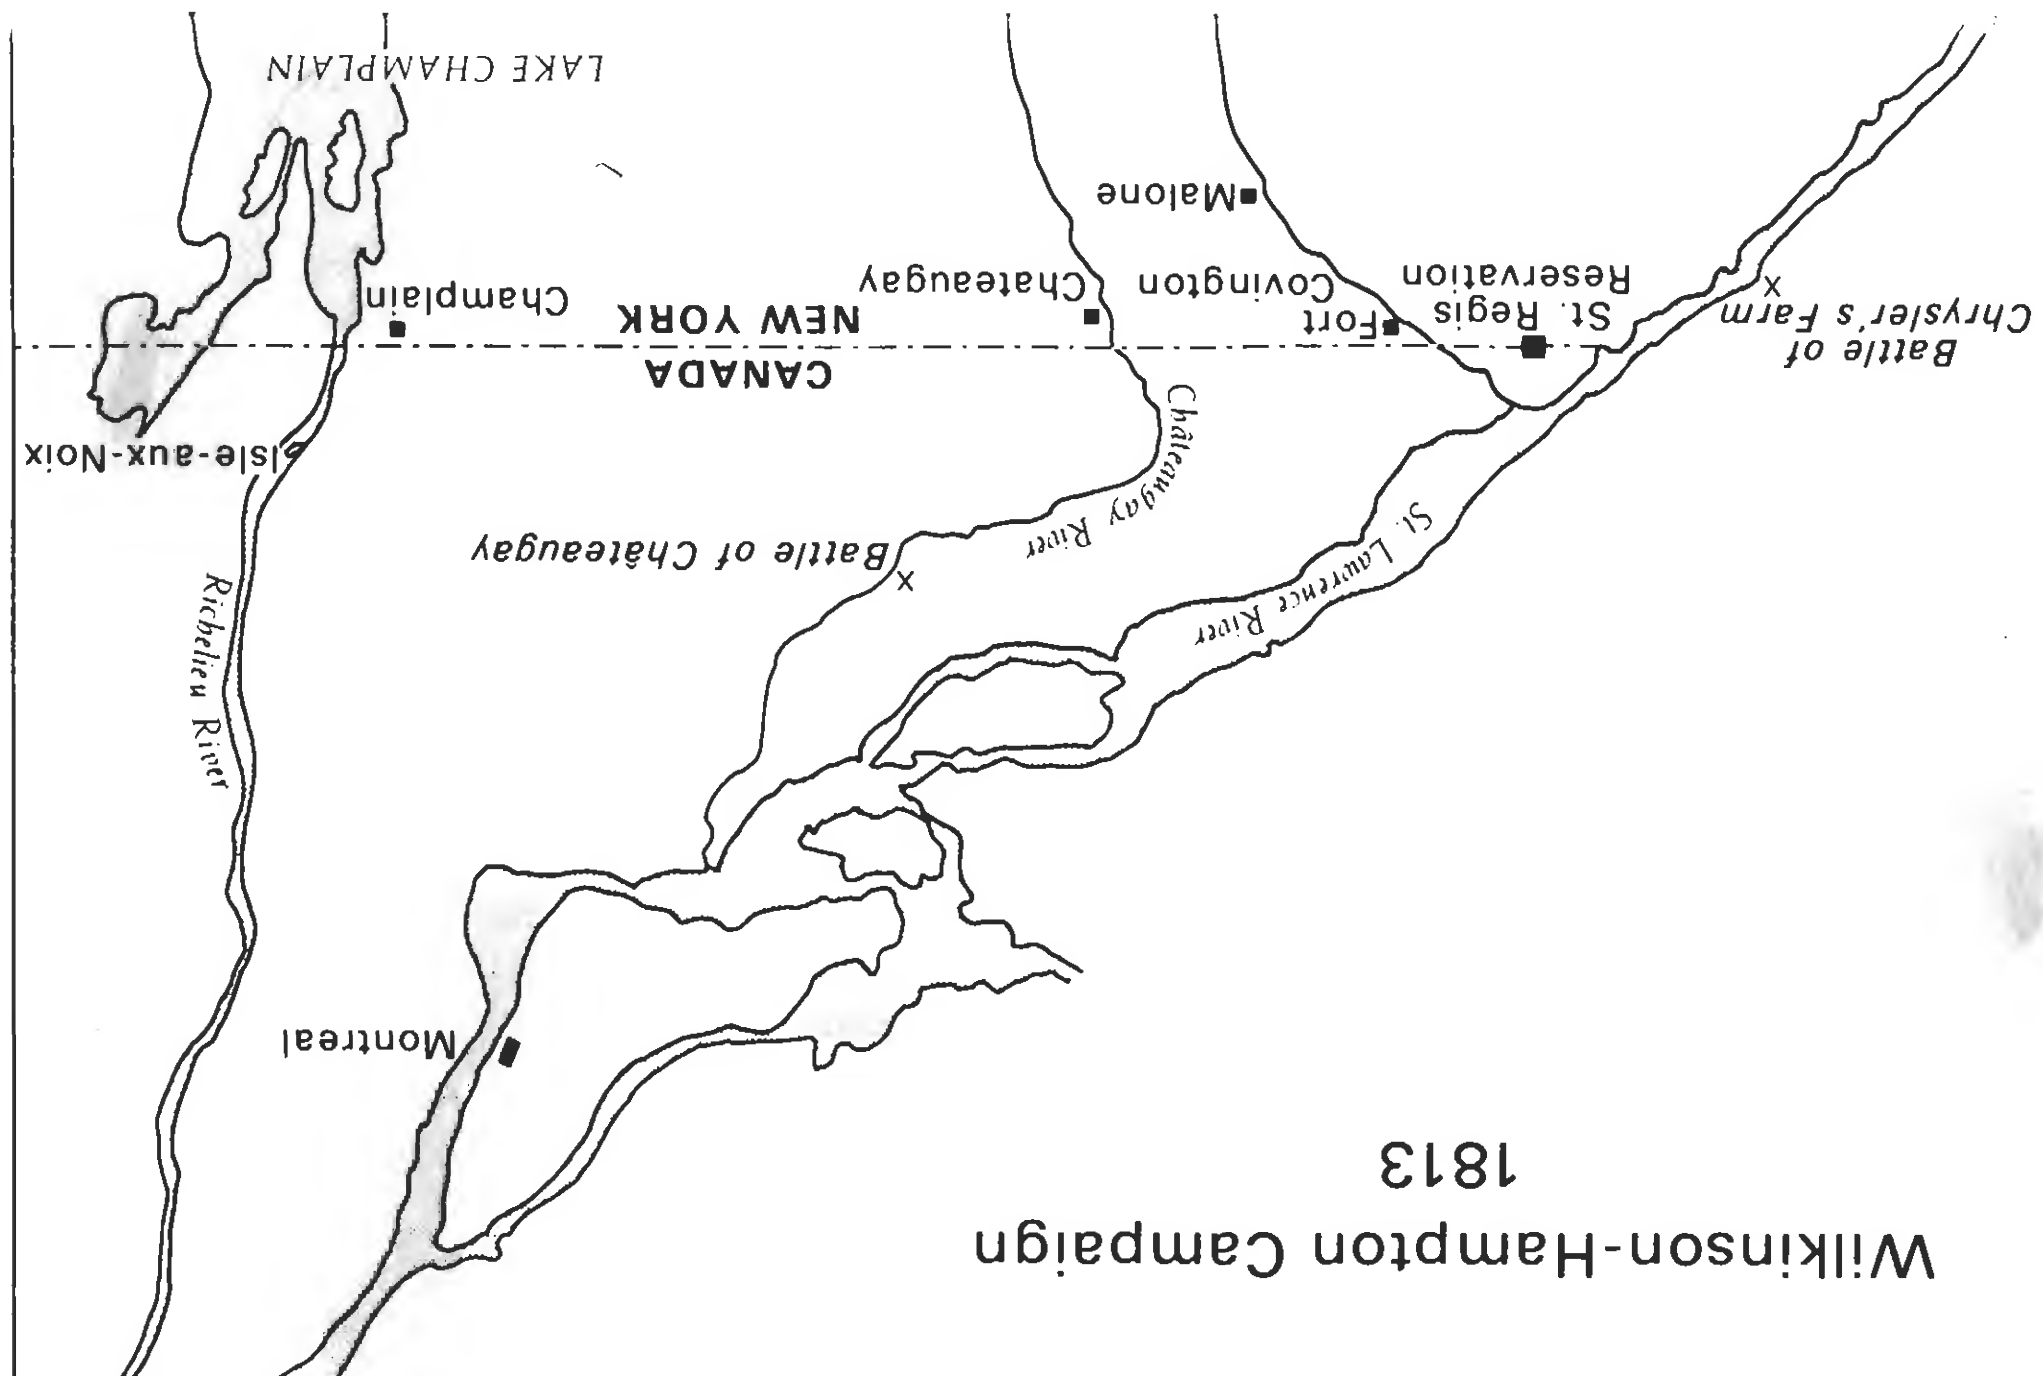 Wilkinson-Hampton Campaign
1813
Montreal
Richelieu River
St. Lawrence River
Châteaugay River
Battle of Châteaugay
Isle-aux-Noix
CANADA
NEW YORK
Battle of
Chrysler's Farm
St. Regis
Reservation
Fort
Covington
Chateaugay
Champlain
Malone
LAKE CHAMPLAIN